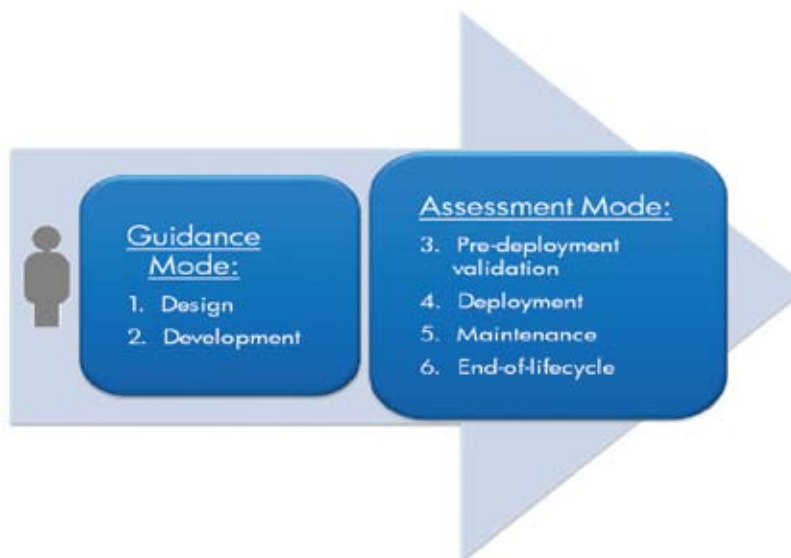 Guidance
Mode:
1. Design
2. Development
Assessment Mode:
3. Pre-deployment
validation
4. Deployment
5. Maintenance
6. End-of-lifecycle